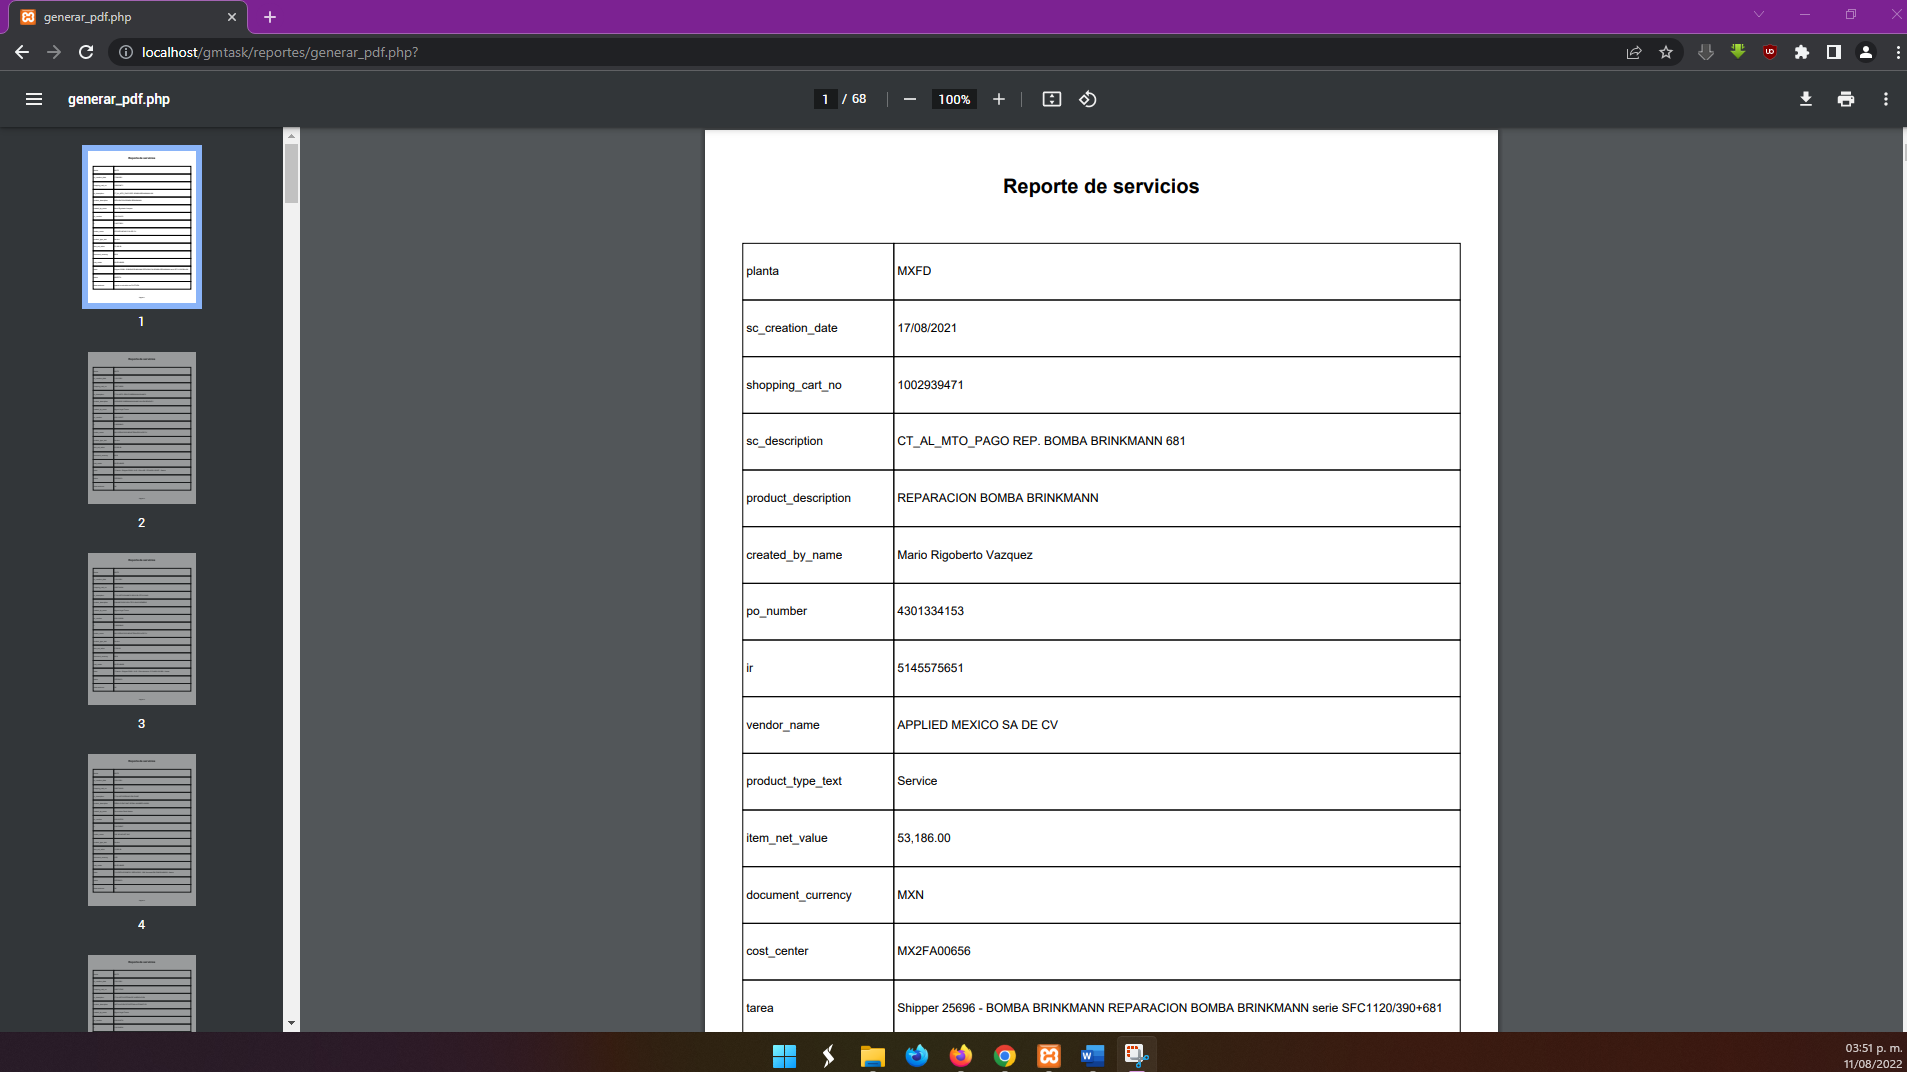 generar_pdf.php
localhost/gmtask/reportes/generar_pdf.php?
generar_pdf.php
1 / 68
100%
1
2
3
4
Reporte de servicios
planta MXFD
sc_creation_date 17/08/2021
shopping_cart_no 1002939471
sc_description CT_AL_MTO_PAGO REP. BOMBA BRINKMANN 681
product_description REPARACION BOMBA BRINKMANN
created_by_name Mario Rigoberto Vazquez
po_number 4301334153
ir 5145575651
vendor_name APPLIED MEXICO SA DE CV
product_type_text Service
item_net_value 53,186.00
document_currency MXN
cost_center MX2FA00656
tarea Shipper 25696 - BOMBA BRINKMANN REPARACION BOMBA BRINKMANN serie SFC1120/390+681
03:51 p. m.
11/08/2022